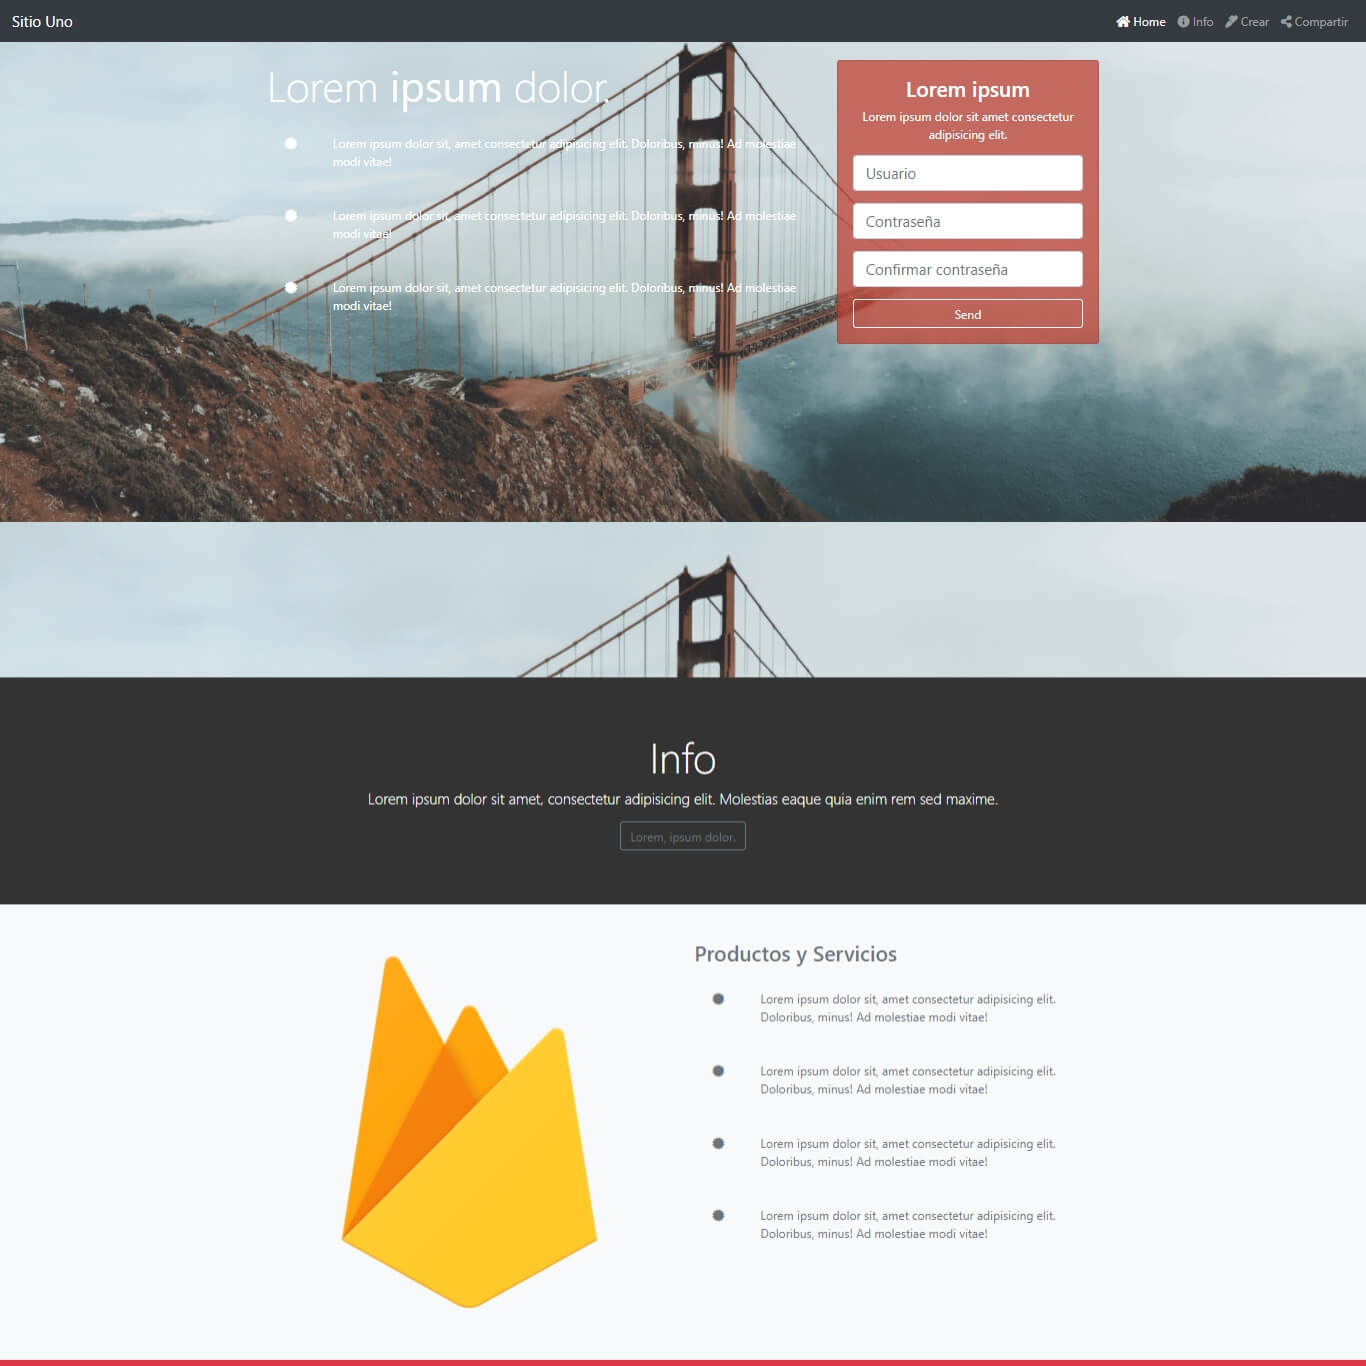 Sitio Uno
Home Info Crear Compartir
Lorem ipsum dolor.
Lorem ipsum dolor sit, amet consectetur adipisicing elit. Doloribus, minus! Ad molestiae
modi vitae!
Lorem ipsum dolor sit, amet consectetur adipisicing elit. Doloribus, minus! Ad molestiae
modi vitae!
Lorem ipsum dolor sit, amet consectetur adipisicing elit. Doloribus, minus! Ad molestiae
modi vitae!
Lorem ipsum
Lorem ipsum dolor sit amet consectetur
adipisicing elit.
Usuario
Contraseña
Confirmar contraseña
Send
Info
Lorem ipsum dolor sit amet, consectetur adipisicing elit. Molestias eaque quia enim rem sed maxime.
Lorem, ipsum dolor.
Productos y Servicios
Lorem ipsum dolor sit, amet consectetur adipisicing elit.
Doloribus, minus! Ad molestiae modi vitae!
Lorem ipsum dolor sit, amet consectetur adipisicing elit.
Doloribus, minus! Ad molestiae modi vitae!
Lorem ipsum dolor sit, amet consectetur adipisicing elit.
Doloribus, minus! Ad molestiae modi vitae!
Lorem ipsum dolor sit, amet consectetur adipisicing elit.
Doloribus, minus! Ad molestiae modi vitae!